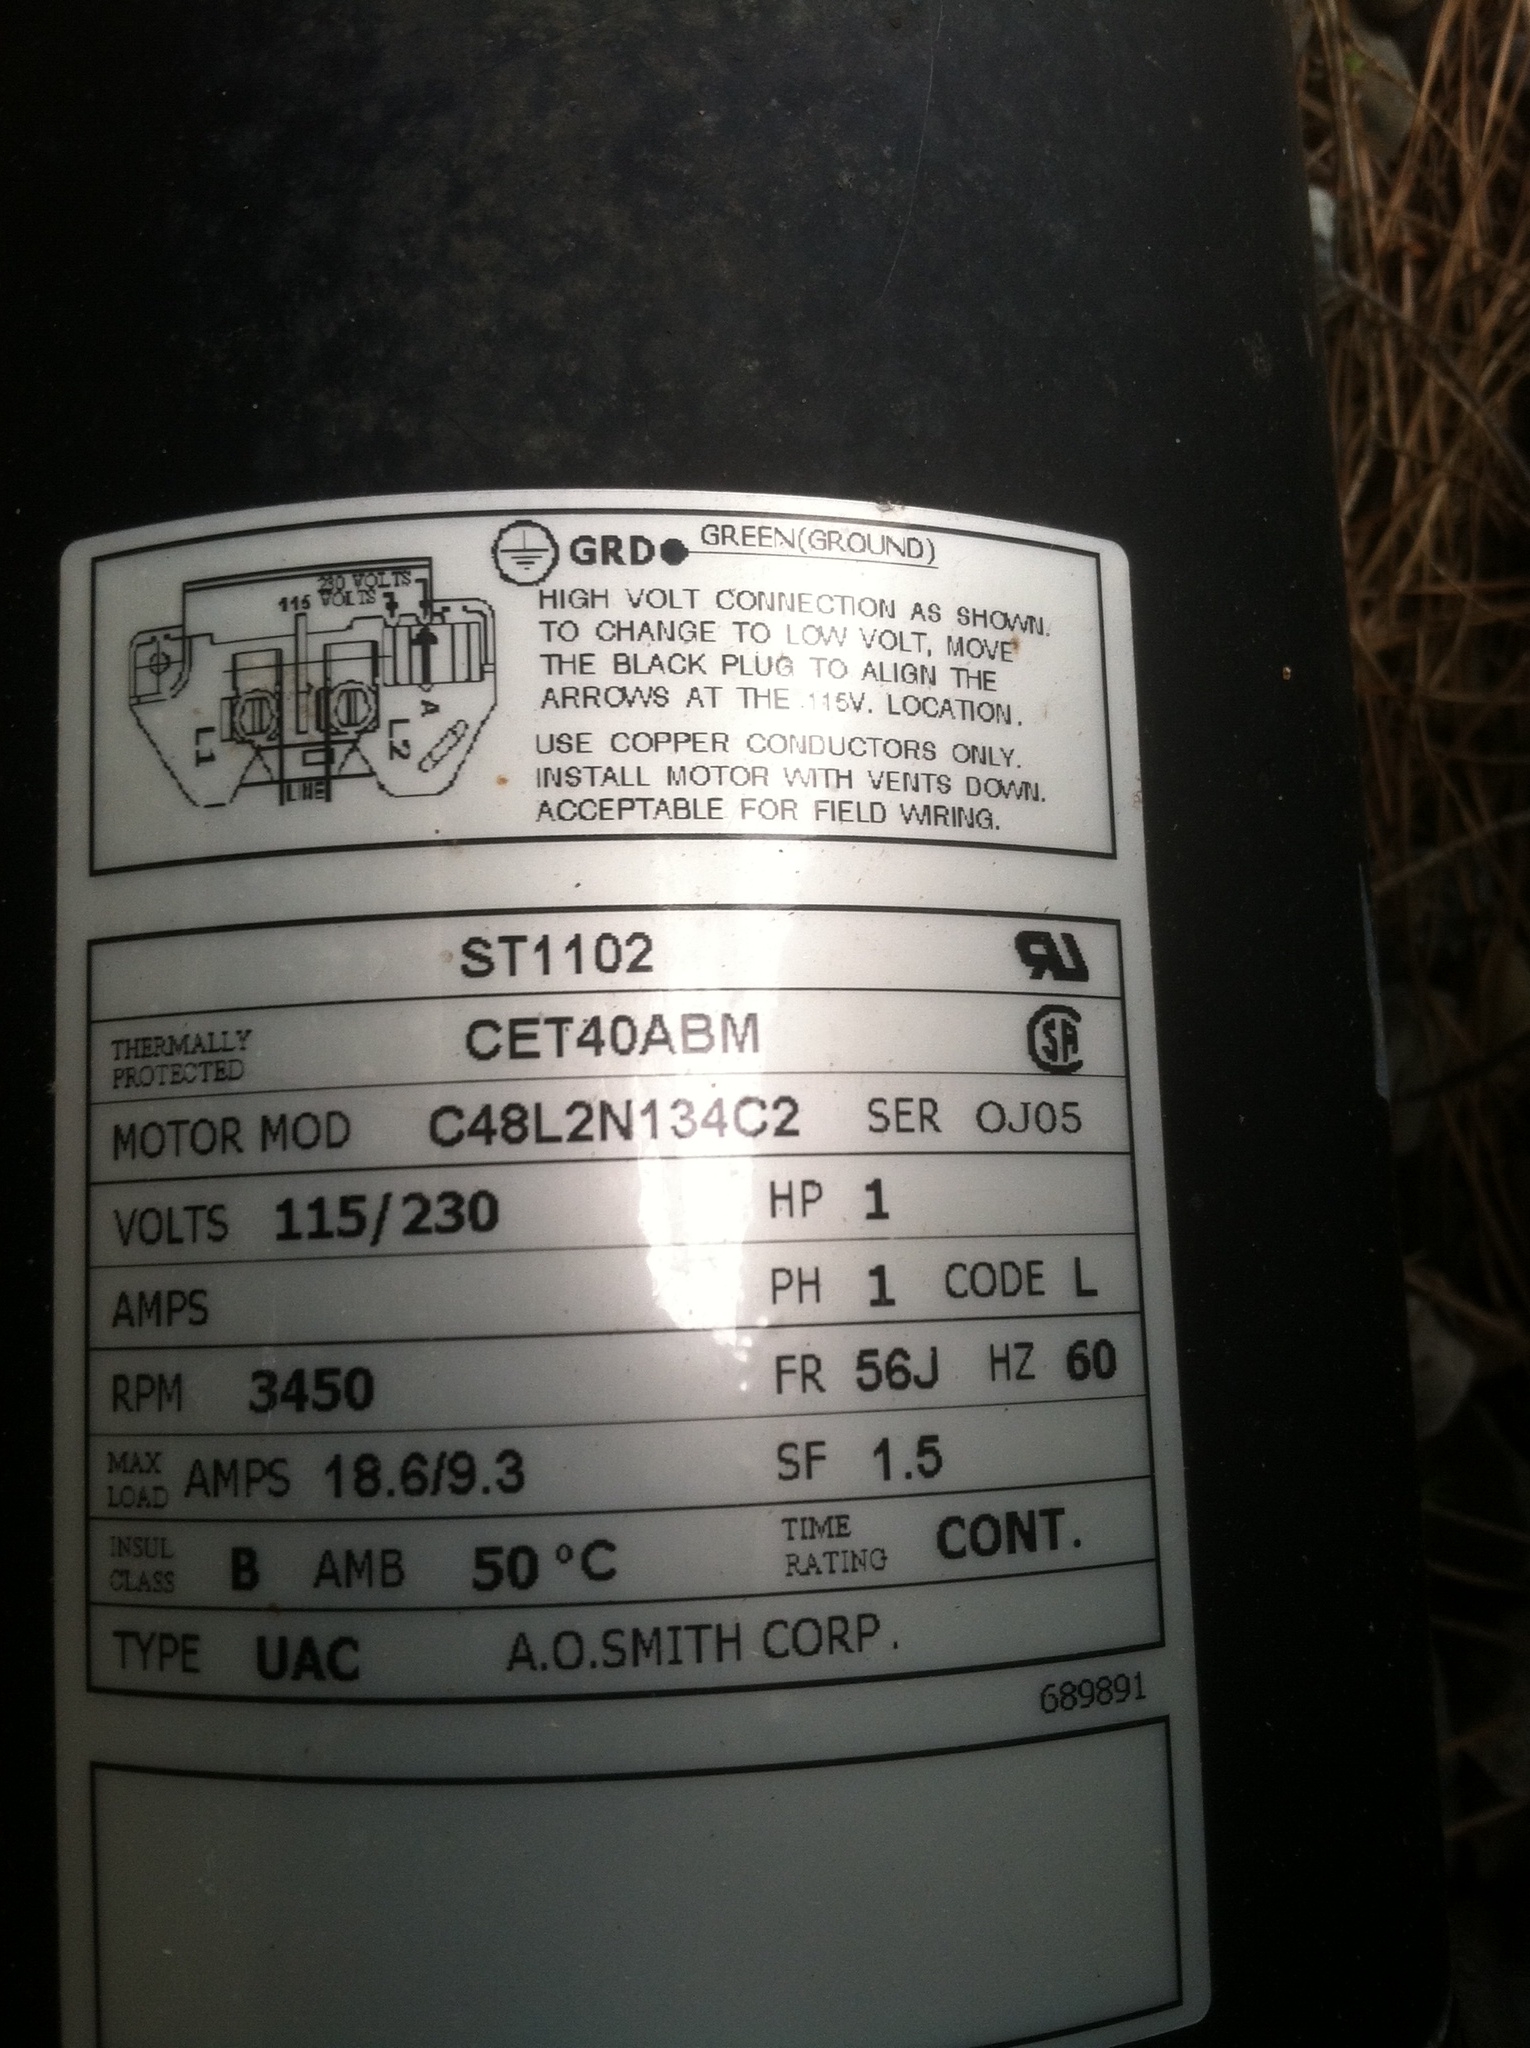 GRD GREEN(GROUND)
230 VOLTS
115 VOLTS
A
L1
L2
LINE
HIGH VOLT CONNECTION AS SHOWN.
TO CHANGE TO LOW VOLT, MOVE
THE BLACK PLUG TO ALIGN THE
ARROWS AT THE 115V. LOCATION.
USE COPPER CONDUCTORS ONLY.
INSTALL MOTOR WITH VENTS DOWN.
ACCEPTABLE FOR FIELD WIRING.
ST1102 RU
THERMALLY PROTECTED CET40ABM SA
MOTOR MOD C48L2N134C2 SER OJ05
VOLTS 115/230 HP 1
AMPS PH 1 CODE L
RPM 3450 FR 56J HZ 60
MAX LOAD AMPS 18.6/9.3 SF 1.5
INSUL CLASS B AMB 50°C TIME RATING CONT.
TYPE UAC A.O.SMITH CORP.
689891